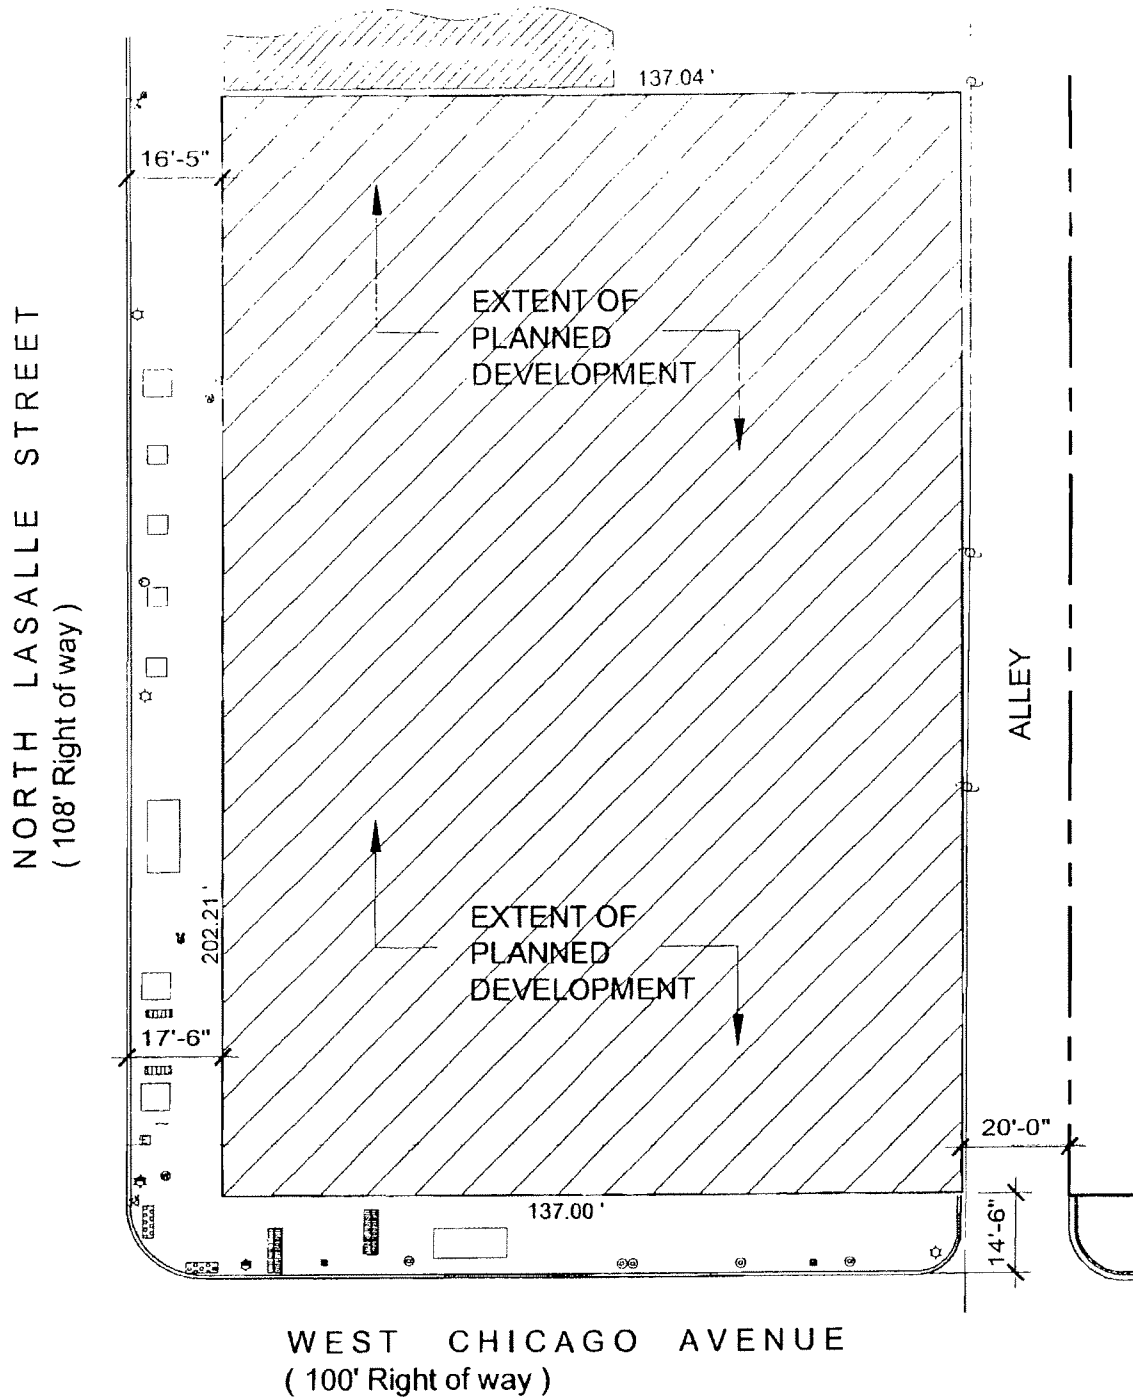 137.04 '
16'-5"
EXTENT OF
PLANNED
DEVELOPMENT
NORTH LASALLE STREET
( 108' Right of way )
ALLEY
202.21 '
EXTENT OF
PLANNED
DEVELOPMENT
17'-6"
20'-0"
137.00 '
14'-6"
WEST CHICAGO AVENUE
( 100' Right of way )